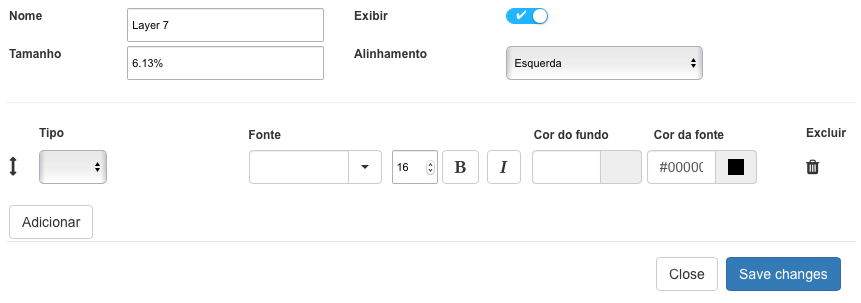 Nome
Layer 7
Exibir
Tamanho
6.13%
Alinhamento
Esquerda
Tipo
Fonte
Cor do fundo
Cor da fonte
Excluir
16
B
I
#0000
Adicionar
Close
Save changes